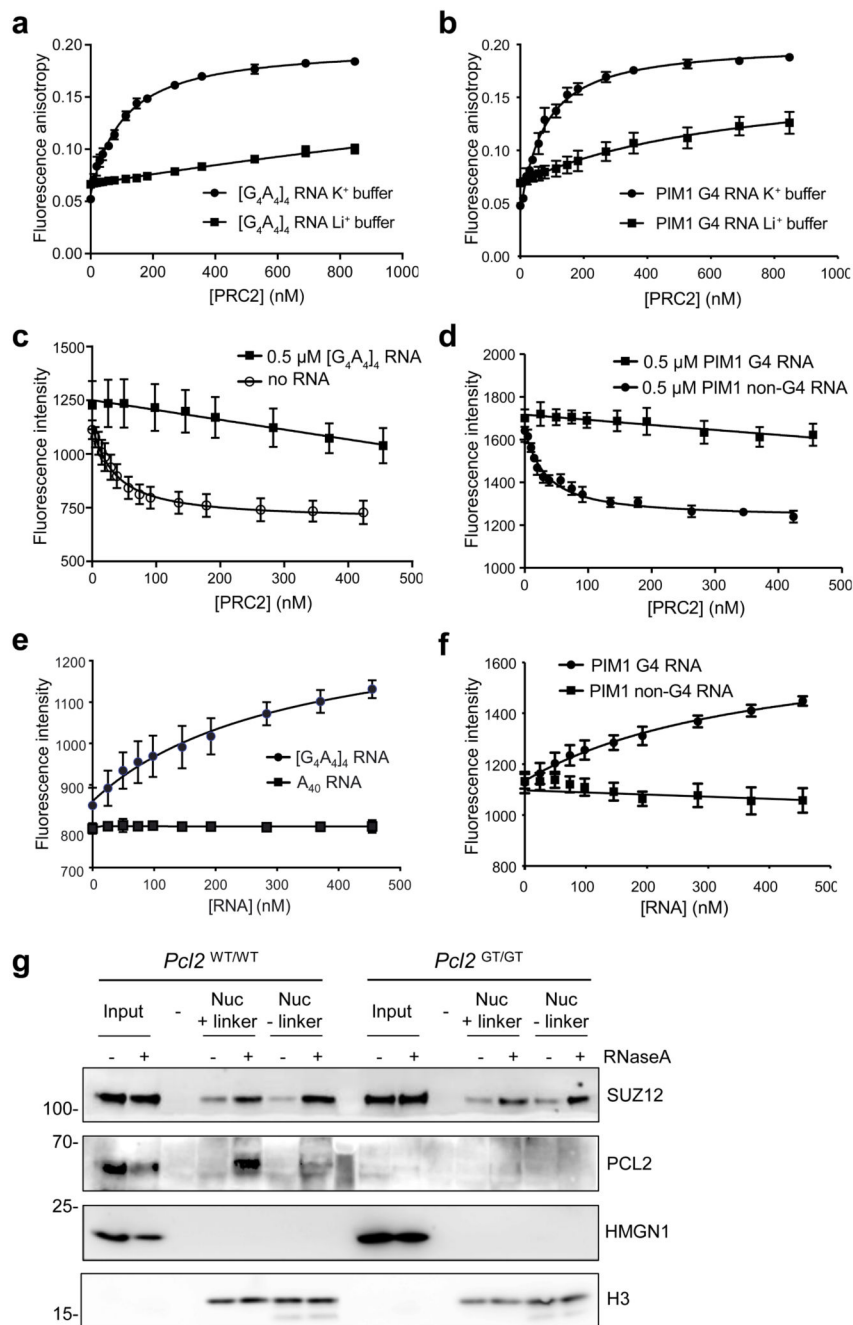 a
Fluorescence anisotropy
0.20
0.15
0.10
0.05
0.00
[G₄A₄]₄ RNA K⁺ buffer
[G₄A₄]₄ RNA Li⁺ buffer
0 200 400 600 800 1000
[PRC2] (nM)
b
Fluorescence anisotropy
0.20
0.15
0.10
0.05
0.00
PIM1 G4 RNA K⁺ buffer
PIM1 G4 RNA Li⁺ buffer
0 200 400 600 800 1000
[PRC2] (nM)
c
Fluorescence intensity
1500
1250
1000
750
500
0.5 µM [G₄A₄]₄ RNA
no RNA
0 100 200 300 400 500
[PRC2] (nM)
d
Fluorescence intensity
2000
1800
1600
1400
1200
1000
0.5 µM PIM1 G4 RNA
0.5 µM PIM1 non-G4 RNA
0 100 200 300 400 500
[PRC2] (nM)
e
Fluorescence intensity
1200
1100
1000
900
800
700
[G₄A₄]₄ RNA
A₄₀ RNA
0 100 200 300 400 500
[RNA] (nM)
f
Fluorescence intensity
1600
1400
1200
1000
800
PIM1 G4 RNA
PIM1 non-G4 RNA
0 100 200 300 400 500
[RNA] (nM)
g
Pcl2 WT/WT Pcl2 GT/GT
Input - Nuc + linker Nuc - linker Input - Nuc + linker Nuc - linker
- + - + - + - + - + - + RNaseA
100- SUZ12
70- PCL2
25- HMGN1
15- H3